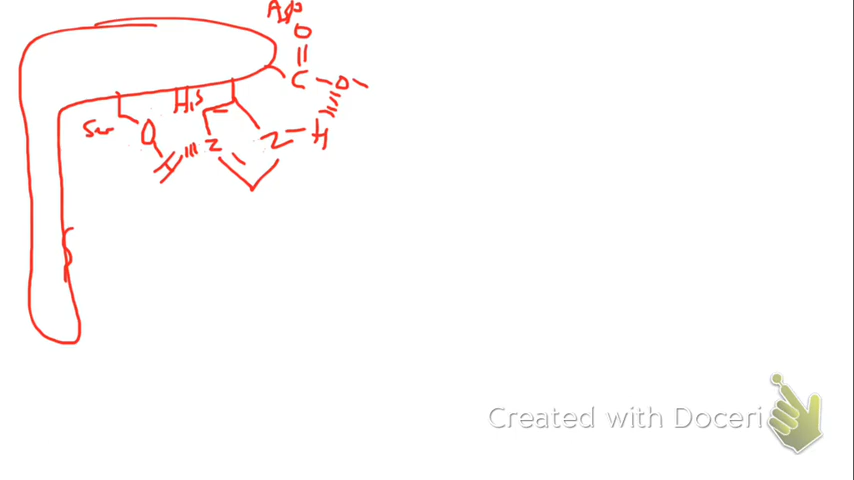 Asp
O
C - O -
His
Ser
O
N
N - H
H
Created with Doceri